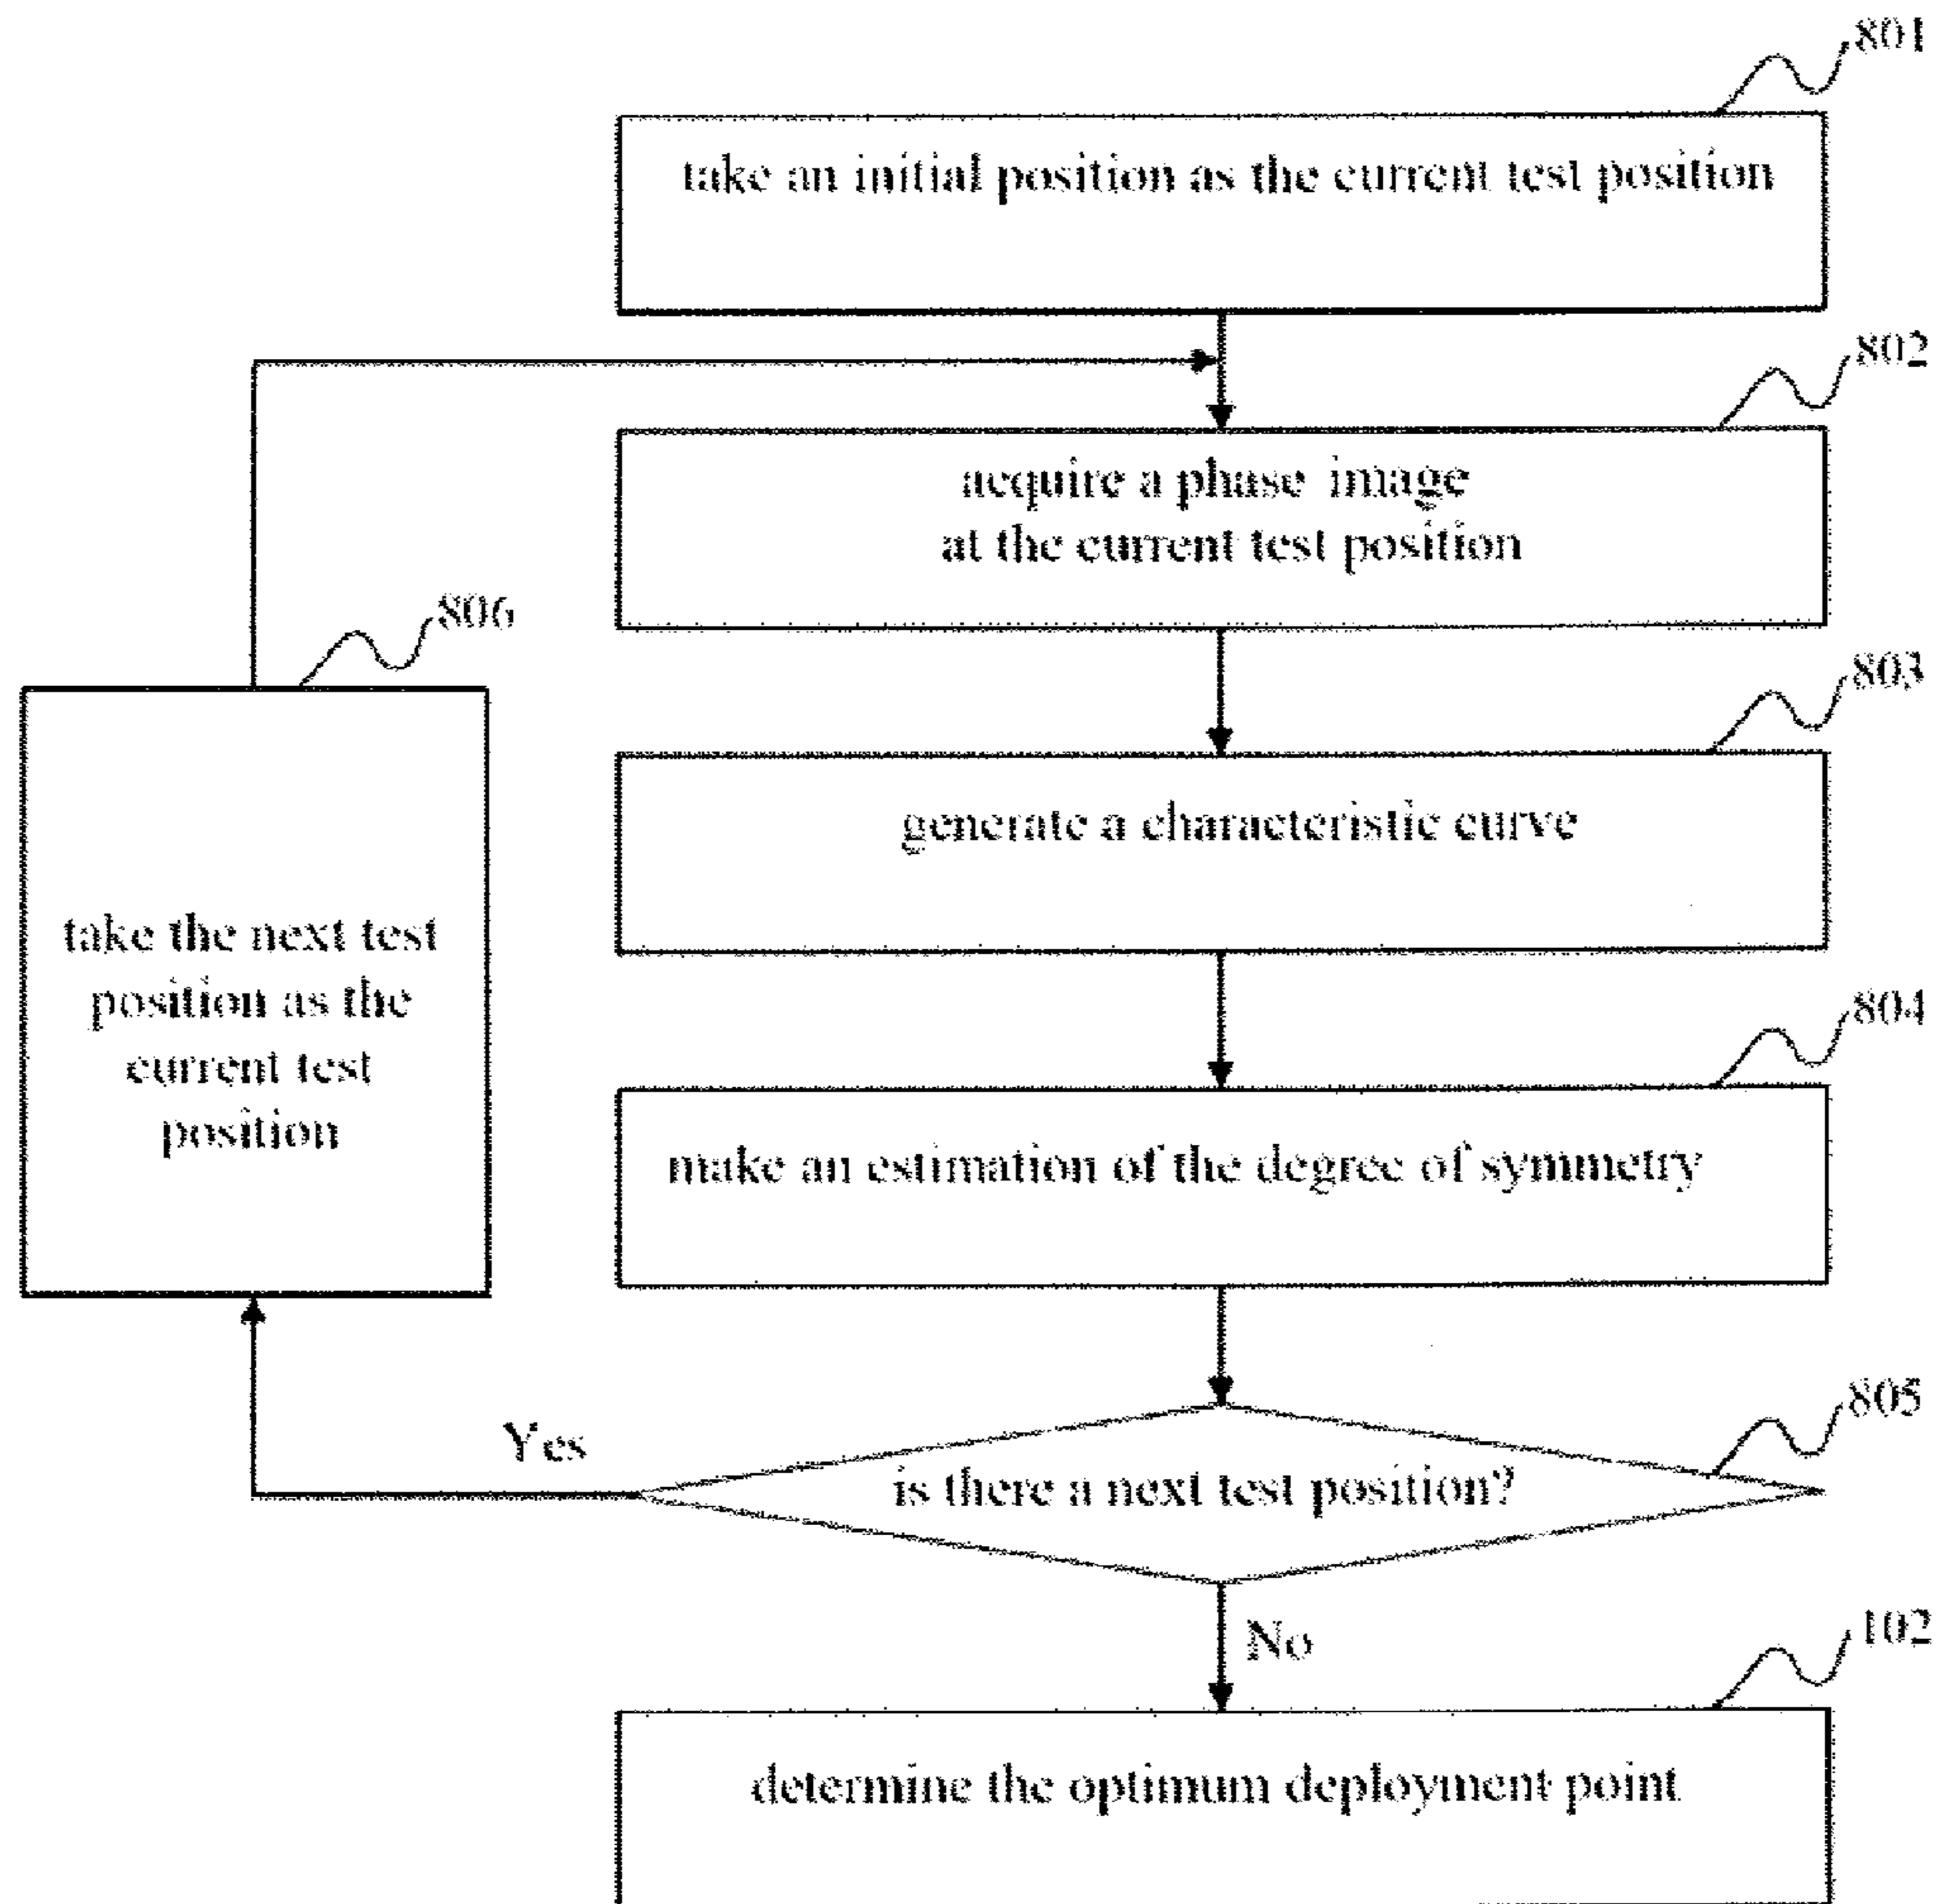 801
take an initial position as the current test position
802
acquire a phase image
at the current test position
806
803
generate a characteristic curve
take the next test
position as the
current test
position
804
make an estimation of the degree of symmetry
805
Yes
is there a next test position?
No
102
determine the optimum deployment point